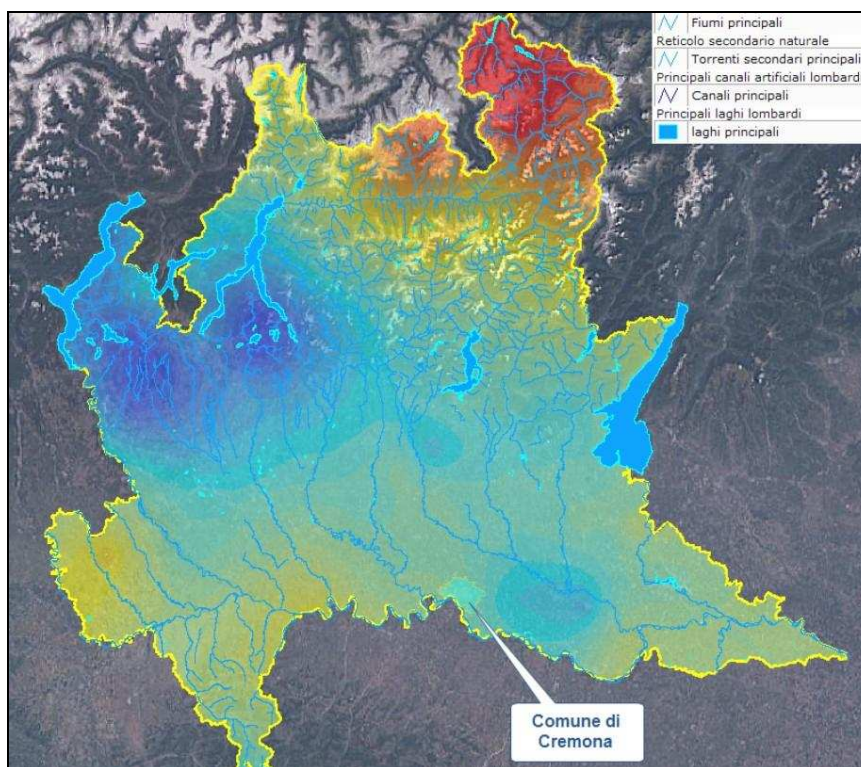 Fiumi principali
Reticolo secondario naturale
Torrenti secondari principali
Principali canali artificiali lombardi
Canali principali
Principali laghi lombardi
laghi principali
Comune di
Cremona